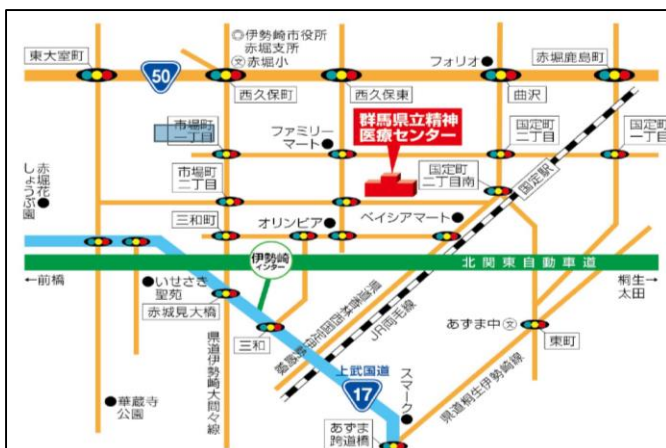 ◎伊勢崎市役所
赤堀支所
㊛赤堀小
東大室町
50
西久保町
西久保東
フォリオ
曲沢
赤堀鹿島町
市場町
一丁目
ファミリー
マート
群馬県立精神
医療センター
国定町
二丁目
国定町
一丁目
赤堀花
しょうぶ園
市場町
二丁目
国定町
二丁目南
国定駅
三和町
オリンピア
ベイシアマート
伊勢崎
インター
北関東自動車道
←前橋
桐生→
太田
いせさき
聖苑
赤城見大橋
三和
県道伊勢崎大間々線
JR両毛線
あずま中
文
東町
上武国道
17
スマーク
県道桐生伊勢崎線
華蔵寺
公園
あずま
跨道橋